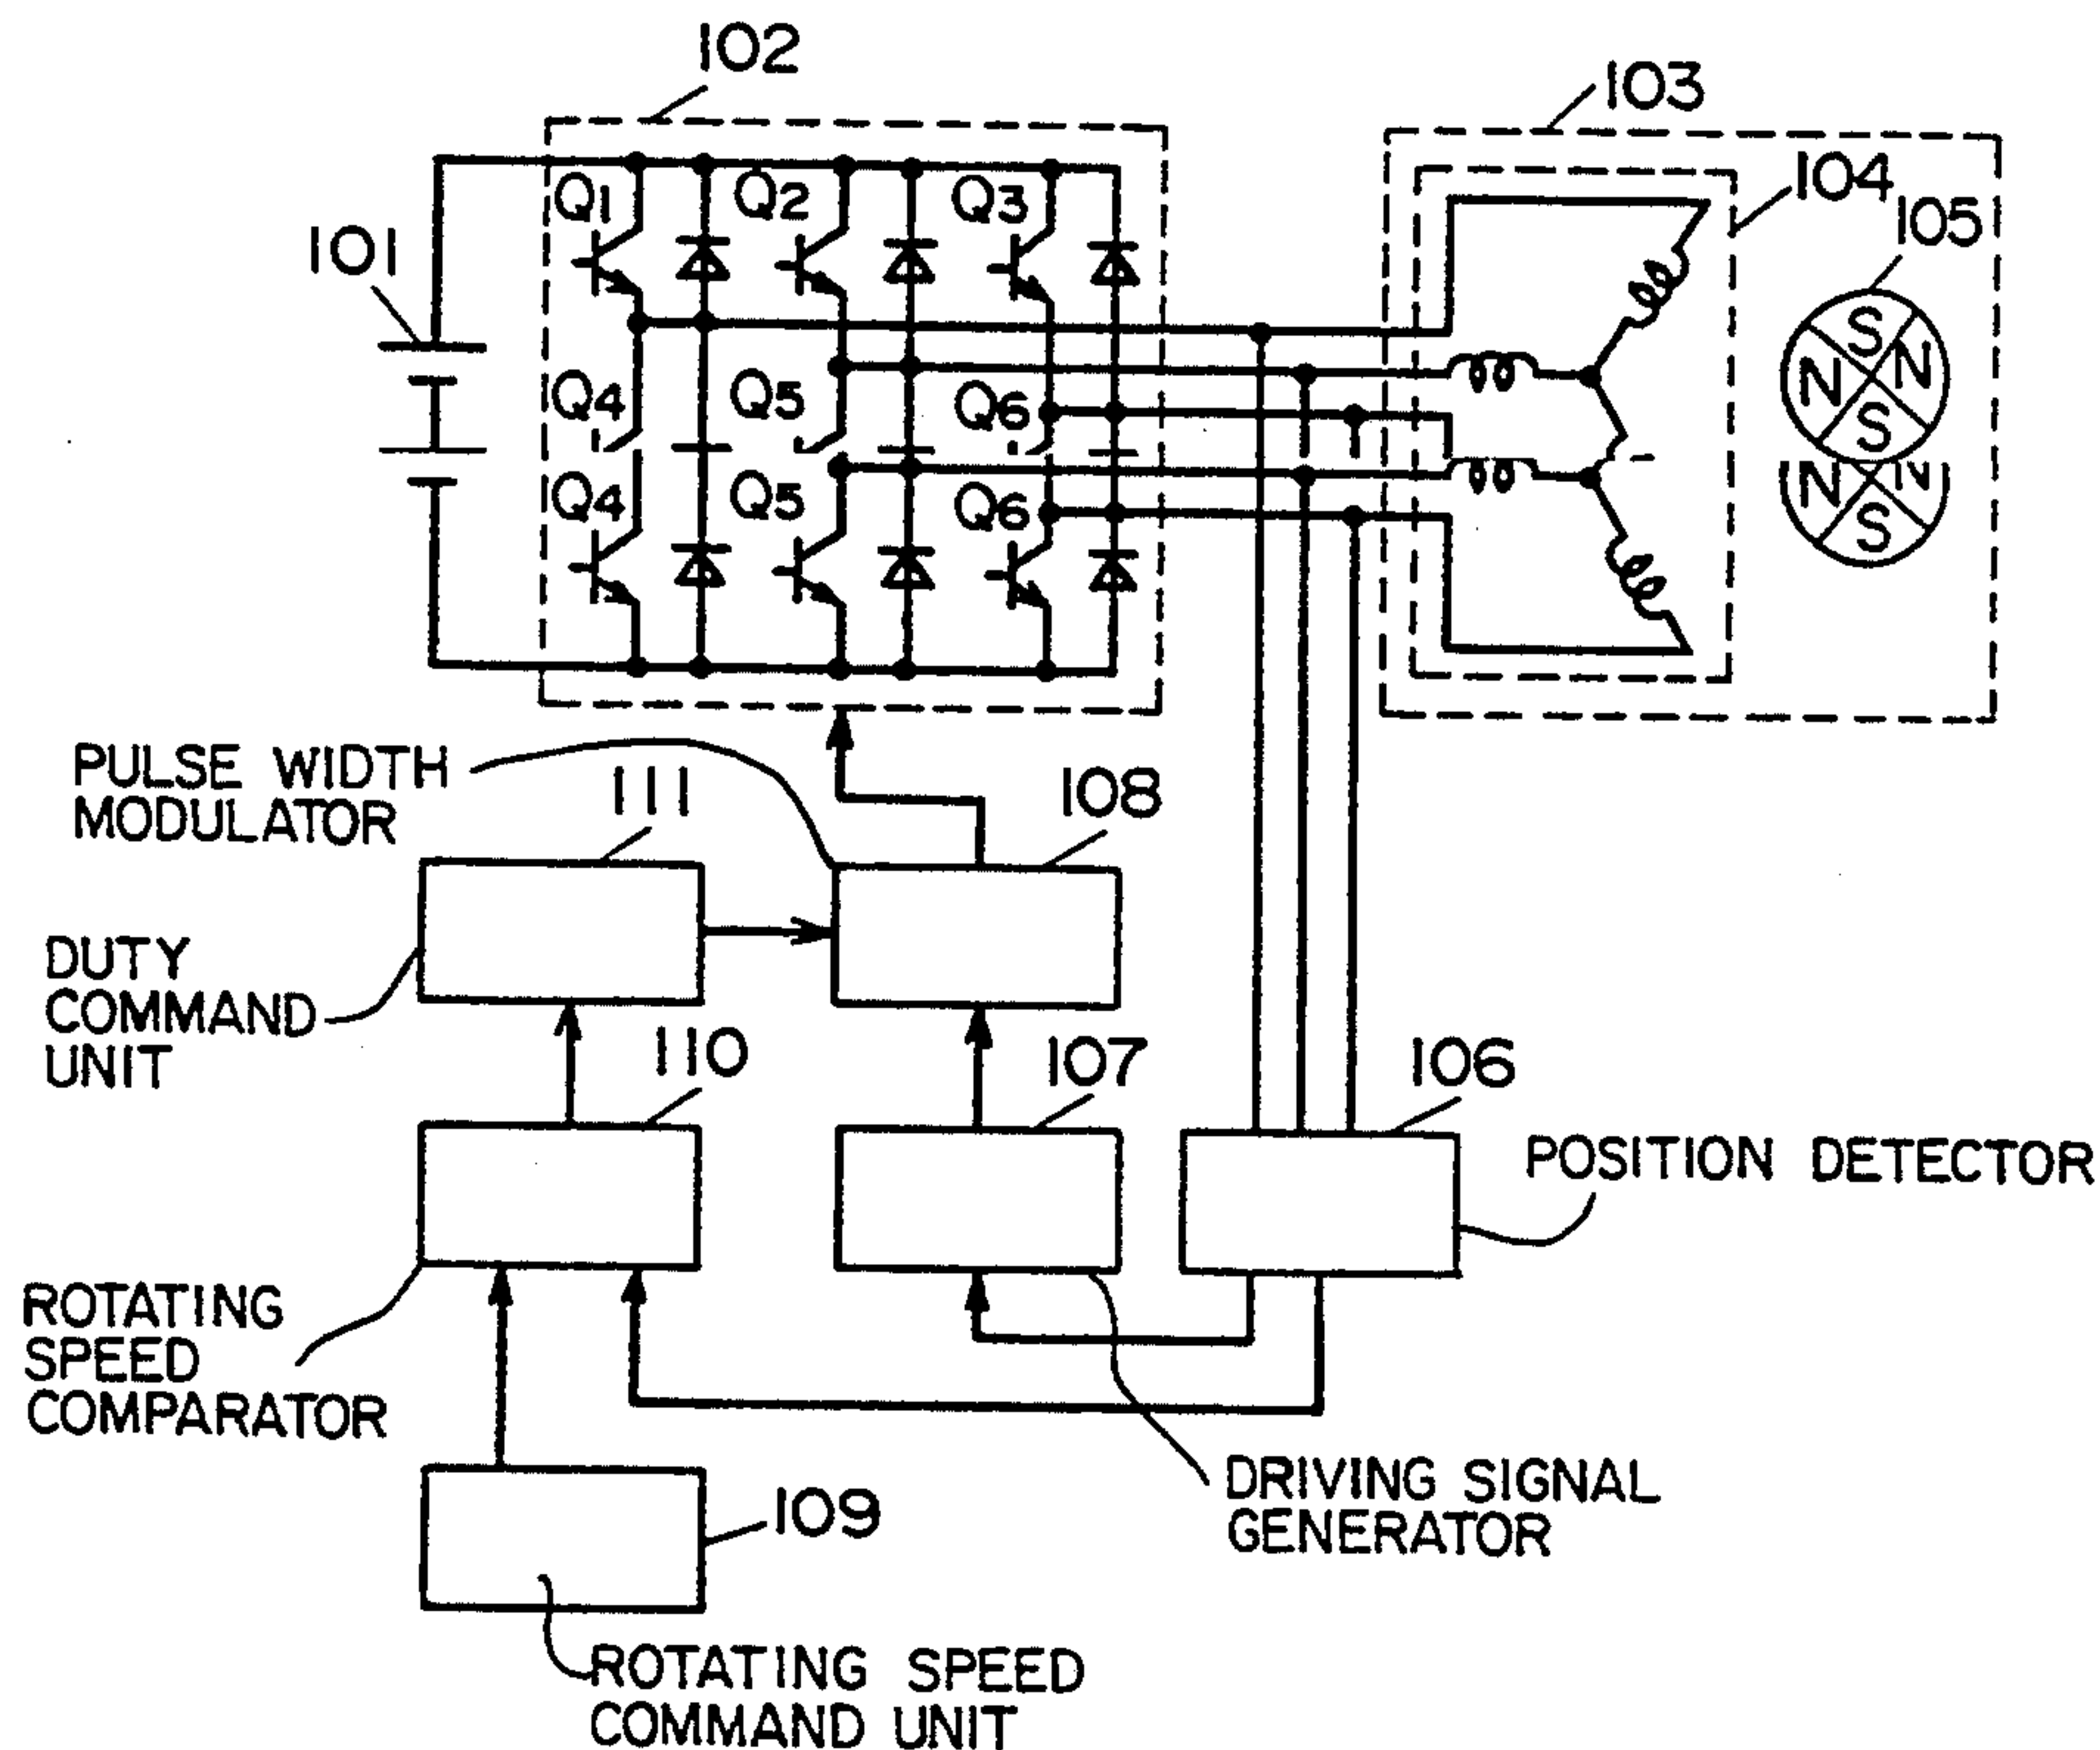 102
103
104
105
101
Q1
Q2
Q3
S
N
N
S
Q4
Q5
Q6
Q4
Q5
Q6
N
N
S
PULSE WIDTH
MODULATOR
111
108
DUTY
COMMAND
UNIT
110
107
106
POSITION DETECTOR
ROTATING
SPEED
COMPARATOR
109
DRIVING SIGNAL
GENERATOR
ROTATING SPEED
COMMAND UNIT